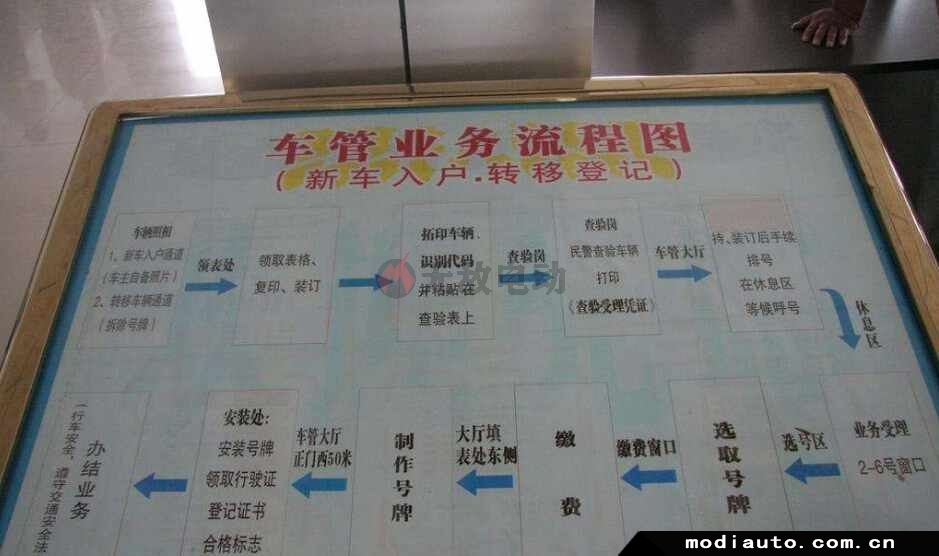 车管业务流程图
(新车入户.转移登记)
车辆照相
1、新车入户通道
(车主自备照片)
2、转移车辆通道
(拆除号牌)
领表处
领取表格、
复印、装订
拓印车辆、
识别代码
并粘贴在
查验表上
查验岗
查验岗
民警查验车辆
打印
《查验受理凭证》
车管大厅
持、装订后手续
排号
在休息区
等候呼号
休息区
业务受理
2-6号窗口
选号区
选取号牌
缴费窗口
缴费
大厅填
表处东侧
制作号牌
车管大厅
正门西50米
安装处:
安装号牌
领取行驶证
登记证书
合格标志
办结业务
一行车安全。遵守交通安全法
车敌电动
modiauto.com.cn